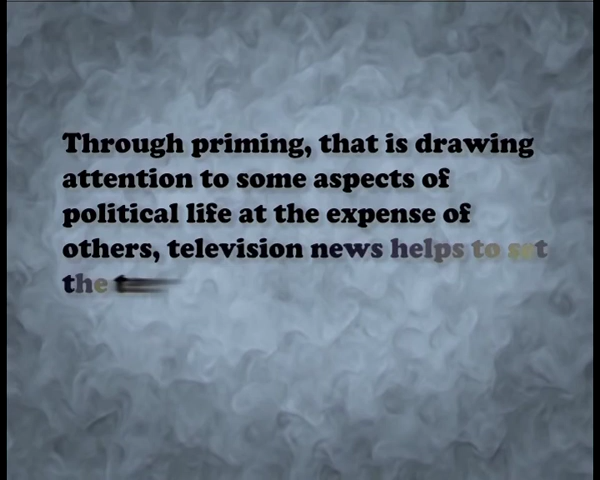 Through priming, that is drawing
attention to some aspects of
political life at the expense of
others, television news helps to set
the